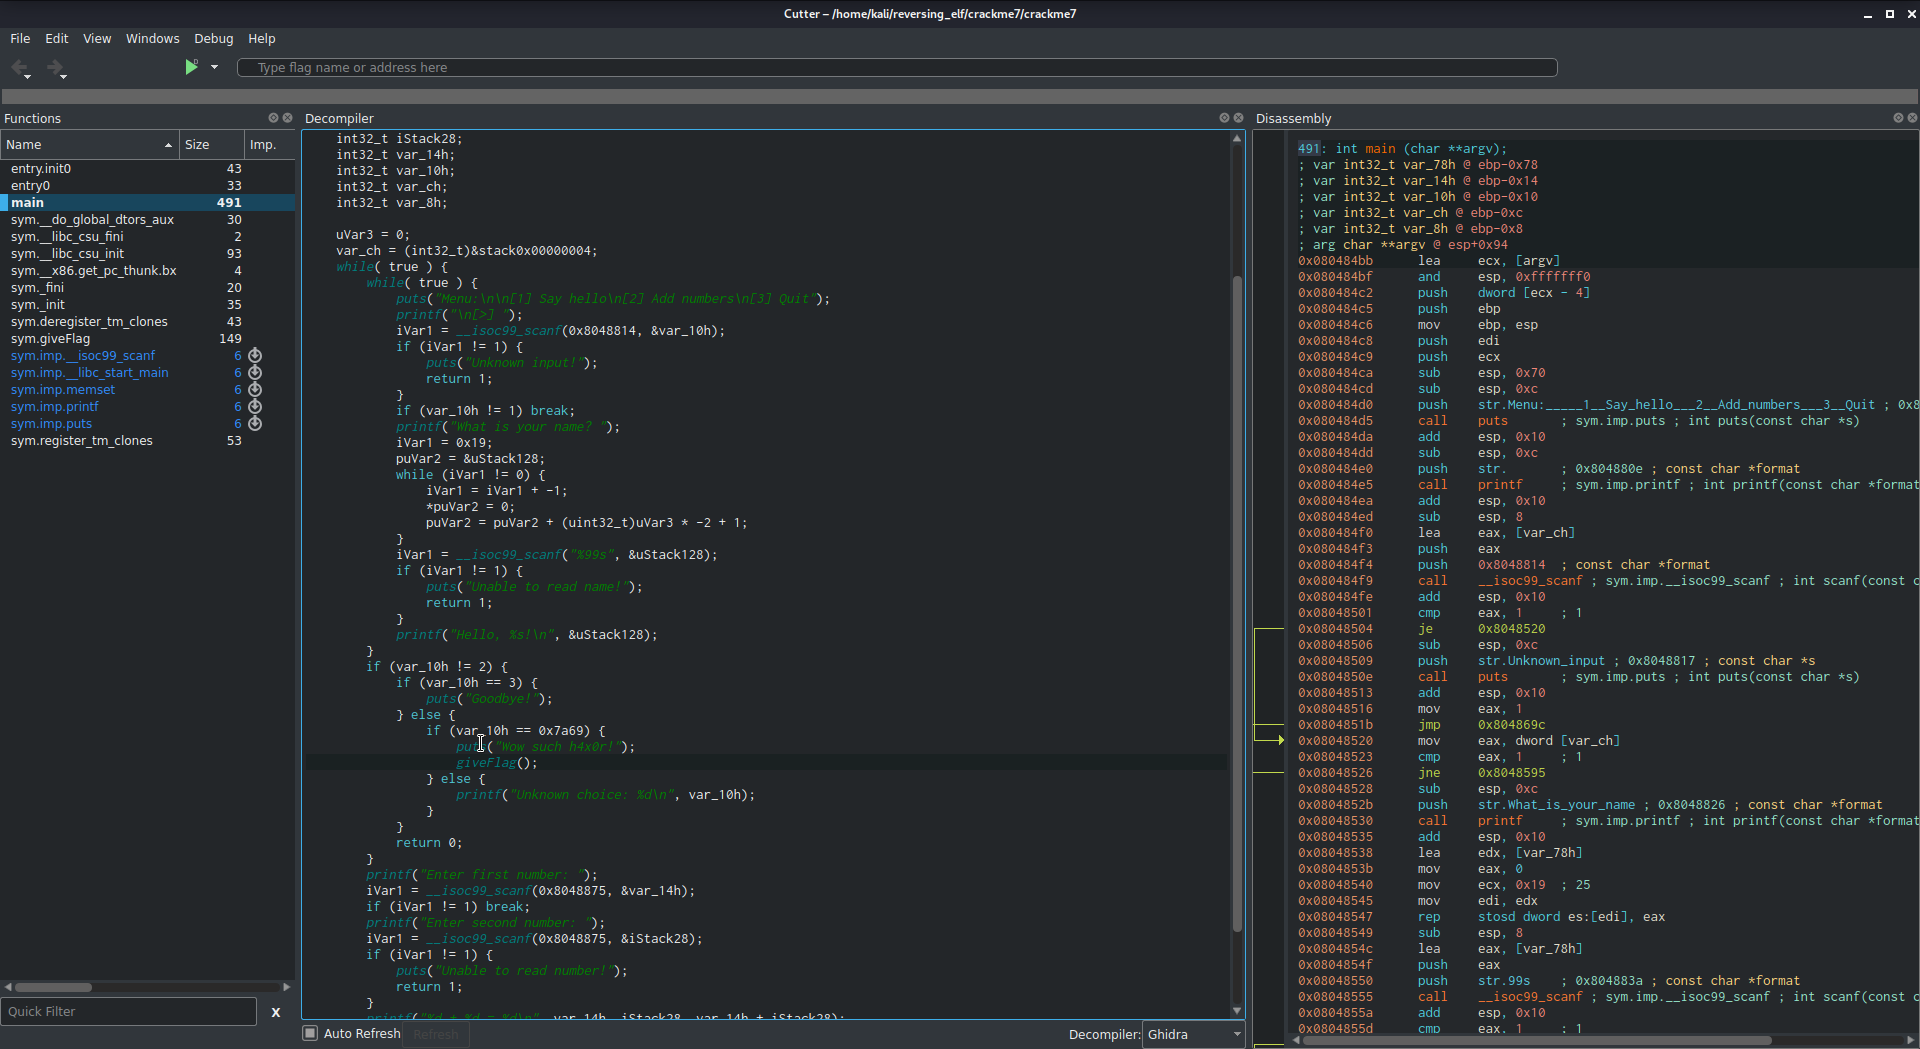 Cutter – /home/kali/reversing_elf/crackme7/crackme7
File Edit View Windows Debug Help
Type flag name or address here
Functions
Name Size Imp.
entry.init0 43
entry0 33
main 491
sym.__do_global_dtors_aux 30
sym.__libc_csu_fini 2
sym.__libc_csu_init 93
sym.__x86.get_pc_thunk.bx 4
sym._fini 20
sym._init 35
sym.deregister_tm_clones 43
sym.giveFlag 149
sym.imp.__isoc99_scanf 6
sym.imp.__libc_start_main 6
sym.imp.memset 6
sym.imp.printf 6
sym.imp.puts 6
sym.register_tm_clones 53
Quick Filter X
Decompiler
int32_t iStack28;
int32_t var_14h;
int32_t var_10h;
int32_t var_ch;
int32_t var_8h;
uVar3 = 0;
var_ch = (int32_t)&stack0x00000004;
while( true ) {
while( true ) {
puts("Menu:\n\n[1] Say hello\n[2] Add numbers\n[3] Quit");
printf("\n[>] ");
iVar1 = __isoc99_scanf(0x8048814, &var_10h);
if (iVar1 != 1) {
puts("Unknown input!");
return 1;
}
if (var_10h != 1) break;
printf("What is your name? ");
iVar1 = 0x19;
puVar2 = &uStack128;
while (iVar1 != 0) {
iVar1 = iVar1 + -1;
*puVar2 = 0;
puVar2 = puVar2 + (uint32_t)uVar3 * -2 + 1;
}
iVar1 = __isoc99_scanf("%99s", &uStack128);
if (iVar1 != 1) {
puts("Unable to read name!");
return 1;
}
printf("Hello, %s!\n", &uStack128);
}
if (var_10h != 2) {
if (var_10h == 3) {
puts("Goodbye!");
} else {
if (var_10h == 0x7a69) {
puts("Wow such h4x0r!");
giveFlag();
} else {
printf("Unknown choice: %d\n", var_10h);
}
}
return 0;
}
printf("Enter first number: ");
iVar1 = __isoc99_scanf(0x8048875, &var_14h);
if (iVar1 != 1) break;
printf("Enter second number: ");
iVar1 = __isoc99_scanf(0x8048875, &iStack28);
if (iVar1 != 1) {
puts("Unable to read number!");
return 1;
}
printf("%d + %d = %d\n", var_14h, iStack28, var_14h + iStack28);
Auto Refresh Refresh Decompiler: Ghidra
Disassembly
491: int main (char **argv);
; var int32_t var_78h @ ebp-0x78
; var int32_t var_14h @ ebp-0x14
; var int32_t var_10h @ ebp-0x10
; var int32_t var_ch @ ebp-0xc
; var int32_t var_8h @ ebp-0x8
; arg char **argv @ esp+0x94
0x080484bb lea ecx, [argv]
0x080484bf and esp, 0xfffffff0
0x080484c2 push dword [ecx - 4]
0x080484c5 push ebp
0x080484c6 mov ebp, esp
0x080484c8 push edi
0x080484c9 push ecx
0x080484ca sub esp, 0x70
0x080484cd sub esp, 0xc
0x080484d0 push str.Menu:_____1__Say_hello___2__Add_numbers___3__Quit ; 0x8
0x080484d5 call puts ; sym.imp.puts ; int puts(const char *s)
0x080484da add esp, 0x10
0x080484dd sub esp, 0xc
0x080484e0 push str. ; 0x804880e ; const char *format
0x080484e5 call printf ; sym.imp.printf ; int printf(const char *format
0x080484ea add esp, 0x10
0x080484ed sub esp, 8
0x080484f0 lea eax, [var_ch]
0x080484f3 push eax
0x080484f4 push 0x8048814 ; const char *format
0x080484f9 call __isoc99_scanf ; sym.imp.__isoc99_scanf ; int scanf(const c
0x080484fe add esp, 0x10
0x08048501 cmp eax, 1 ; 1
0x08048504 je 0x8048520
0x08048506 sub esp, 0xc
0x08048509 push str.Unknown_input ; 0x8048817 ; const char *s
0x0804850e call puts ; sym.imp.puts ; int puts(const char *s)
0x08048513 add esp, 0x10
0x08048516 mov eax, 1
0x0804851b jmp 0x804869c
0x08048520 mov eax, dword [var_ch]
0x08048523 cmp eax, 1 ; 1
0x08048526 jne 0x8048595
0x08048528 sub esp, 0xc
0x0804852b push str.What_is_your_name ; 0x8048826 ; const char *format
0x08048530 call printf ; sym.imp.printf ; int printf(const char *format
0x08048535 add esp, 0x10
0x08048538 lea edx, [var_78h]
0x0804853b mov eax, 0
0x08048540 mov ecx, 0x19 ; 25
0x08048545 mov edi, edx
0x08048547 rep stosd dword es:[edi], eax
0x08048549 sub esp, 8
0x0804854c lea eax, [var_78h]
0x0804854f push eax
0x08048550 push str.99s ; 0x804883a ; const char *format
0x08048555 call __isoc99_scanf ; sym.imp.__isoc99_scanf ; int scanf(const c
0x0804855a add esp, 0x10
0x0804855d cmp eax, 1 ; 1